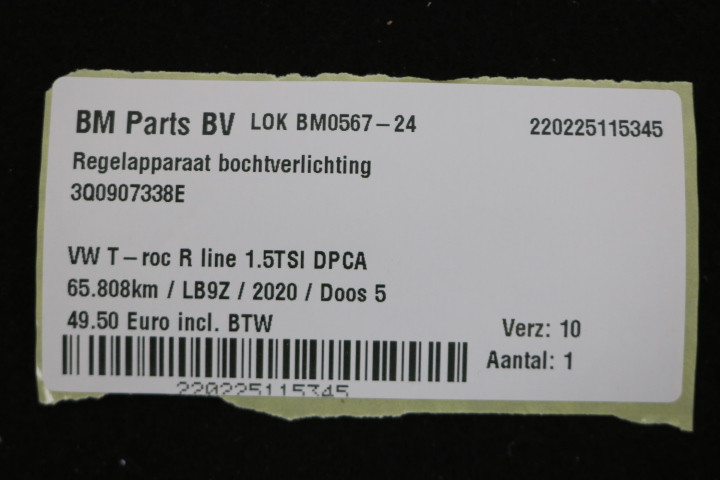 BM Parts BV LOK BM0567-24 220225115345
Regelapparaat bochtverlichting
3Q0907338E
VW T-roc R line 1.5TSI DPCA
65.808km / LB9Z / 2020 / Doos 5
49.50 Euro incl. BTW Verz: 10
Aantal: 1
220225115345